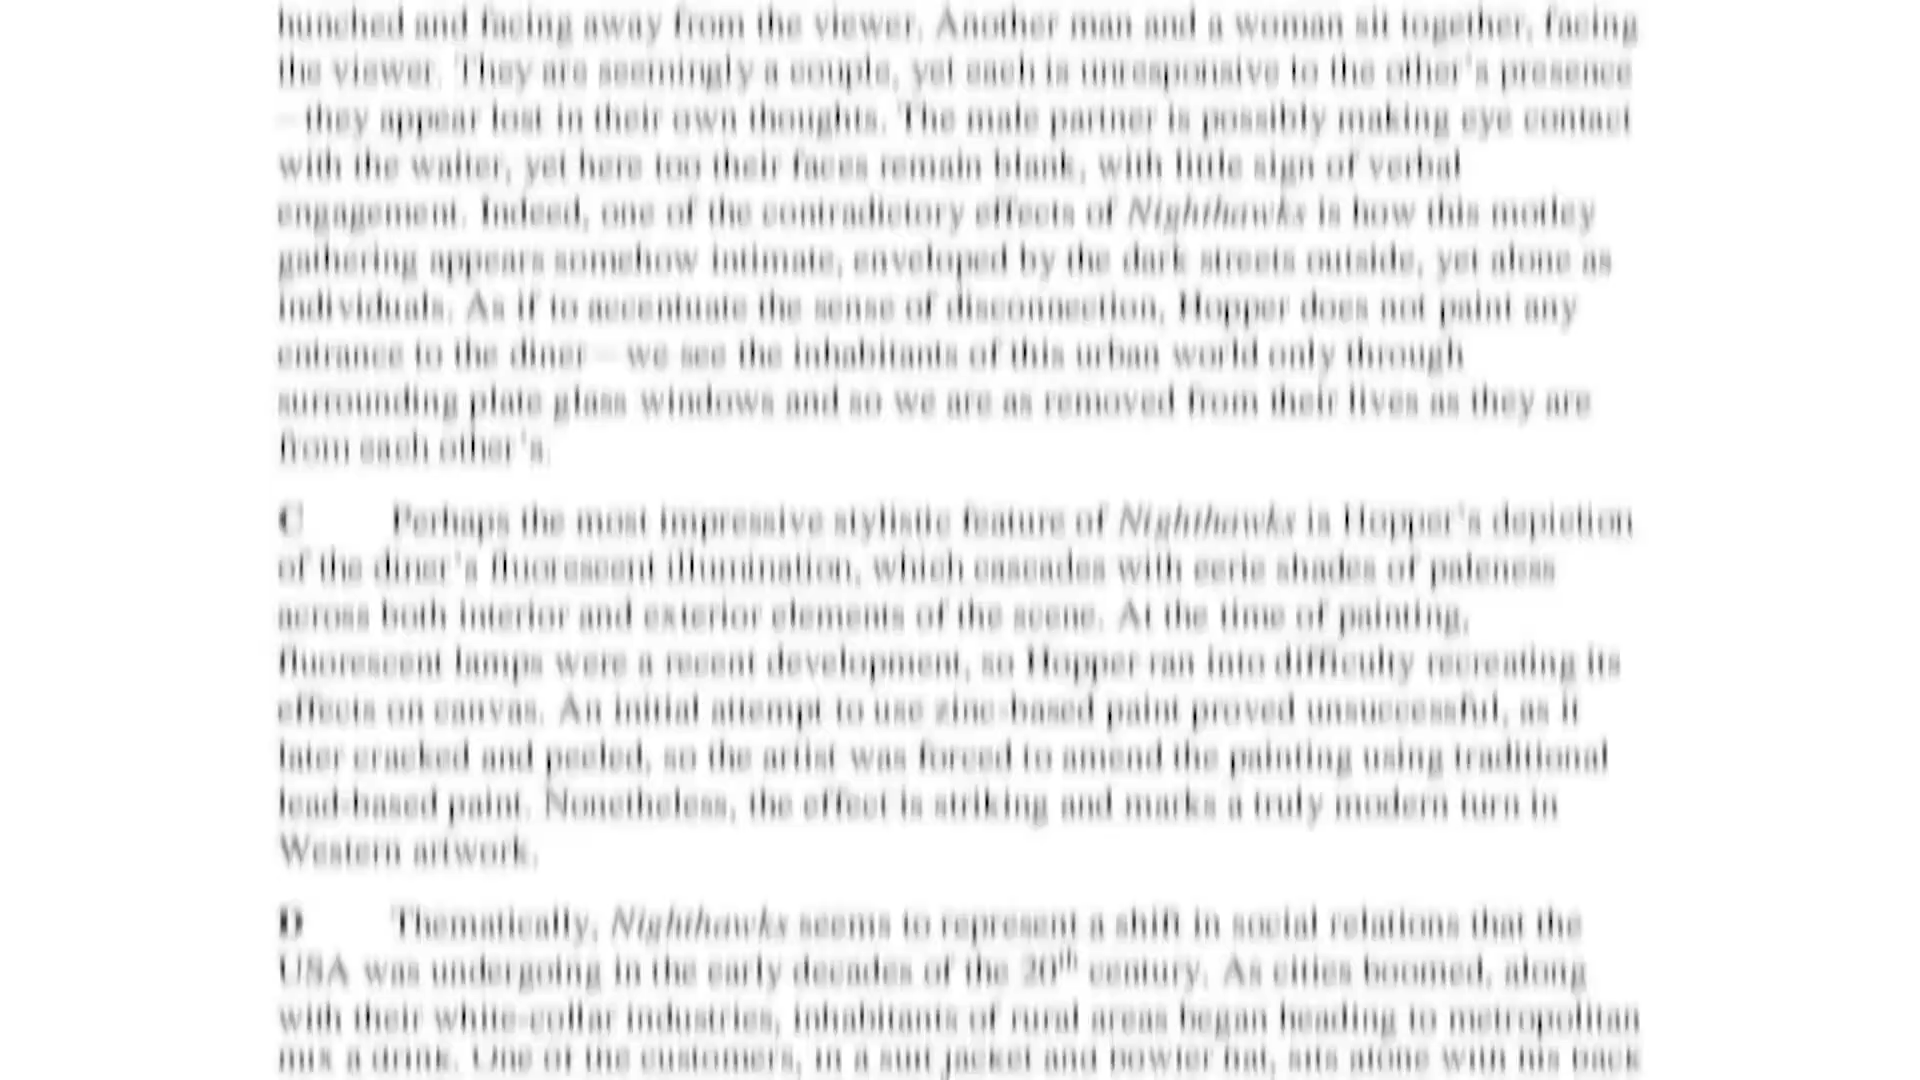 hunched and facing away from the viewer. Another man and a woman sit together, facing
the viewer. They are seemingly a couple, yet each is unresponsive to the other's presence
– they appear lost in their own thoughts. The male partner is possibly making eye contact
with the waiter, yet here too their faces remain blank, with little sign of verbal
engagement. Indeed, one of the contradictory effects of Nighthawks is how this motley
gathering appears somehow intimate, enveloped by the dark streets outside, yet alone as
individuals. As if to accentuate the sense of disconnection, Hopper does not paint any
entrance to the diner – we see the inhabitants of this urban world only through
surrounding plate glass windows and so we are as removed from their lives as they are
from each other's.
C Perhaps the most impressive stylistic feature of Nighthawks is Hopper's depiction
of the diner's fluorescent illumination, which cascades with eerie shades of paleness
across both interior and exterior elements of the scene. At the time of painting,
fluorescent lamps were a recent development, so Hopper ran into difficulty recreating its
effects on canvas. An initial attempt to use zinc-based paint proved unsuccessful, as it
later cracked and peeled, so the artist was forced to amend the painting using traditional
lead-based paint. Nonetheless, the effect is striking and marks a truly modern turn in
Western artwork.
D Thematically, Nighthawks seems to represent a shift in social relations that the
USA was undergoing in the early decades of the 20th century. As cities boomed, along
with their white-collar industries, inhabitants of rural areas began heading to metropolitan
mix a drink. One of the customers, in a suit jacket and bowler hat, sits alone with his back